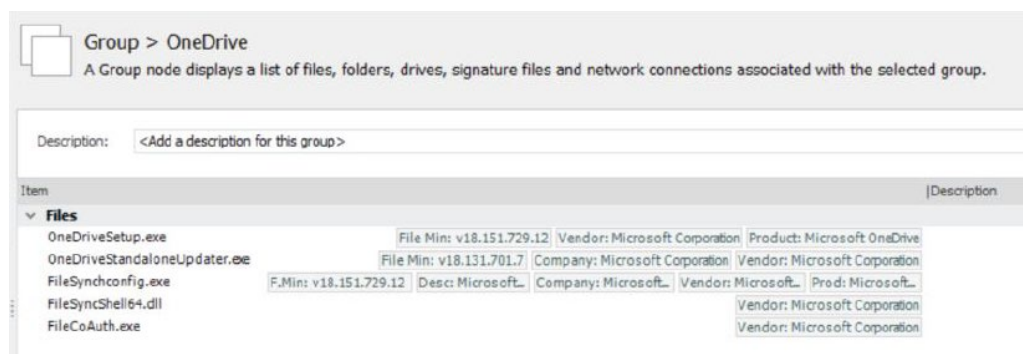 Group > OneDrive
A Group node displays a list of files, folders, drives, signature files and network connections associated with the selected group.
Description: <Add a description for this group>
Item |Description
Files
OneDriveSetup.exe File Min: v18.151.729.12 Vendor: Microsoft Corporation Product: Microsoft OneDrive
OneDriveStandaloneUpdater.exe File Min: v18.131.701.7 Company: Microsoft Corporation Vendor: Microsoft Corporation
FileSynchconfig.exe F.Min: v18.151.729.12 Desc: Microsoft... Company: Microsoft... Vendor: Microsoft... Prod: Microsoft...
FileSyncShell64.dll Vendor: Microsoft Corporation
FileCoAuth.exe Vendor: Microsoft Corporation